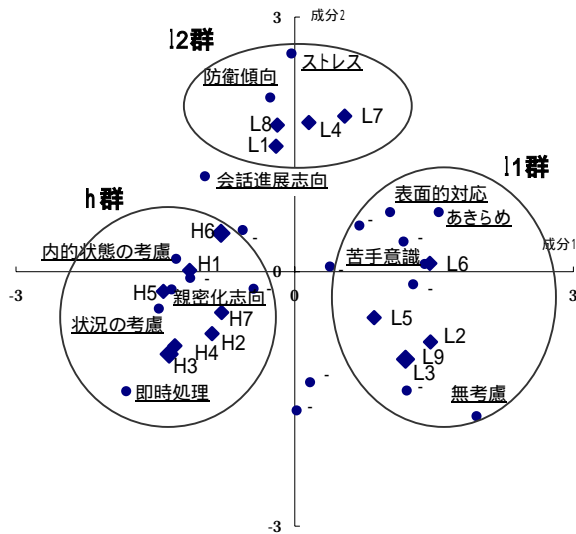 3
成分2
l2群
ストレス
防衛傾向
L7
L8
L4
L1
l1群
会話進展志向
表面的対応
h群
あきらめ
-
H6
-
-
成分1
内的状態の考慮
苦手意識
H1
-
L6
-3
-
0
3
H5
親密化志向
-
-
状況の考慮
H7
L5
H2
L2
H4
L9
H3
L3
-
即時処理
-
無考慮
-
-3